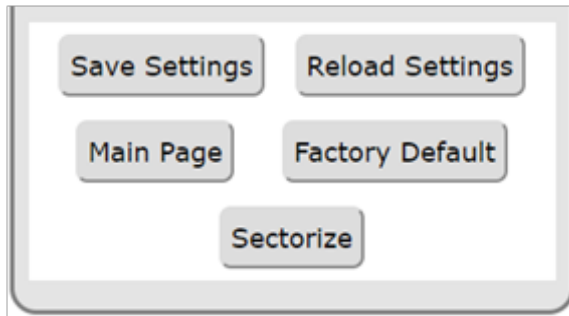 Save Settings Reload Settings
Main Page Factory Default
Sectorize